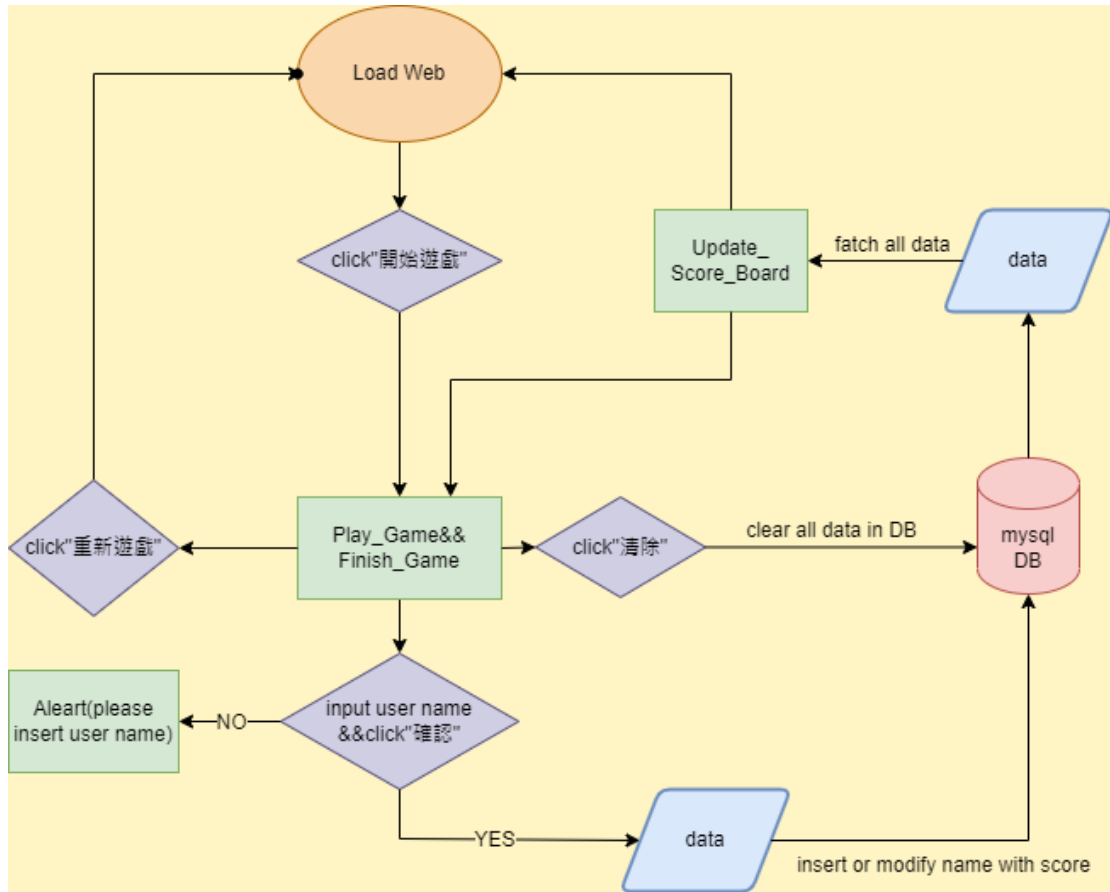 Load Web
click"開始遊戲"
Update_
Score_Board
fatch all data
data
click"重新遊戲"
Play_Game&&
Finish_Game
click"清除"
clear all data in DB
mysql
DB
Aleart(please
insert user name)
NO
input user name
&&click"確認"
YES
data
insert or modify name with score